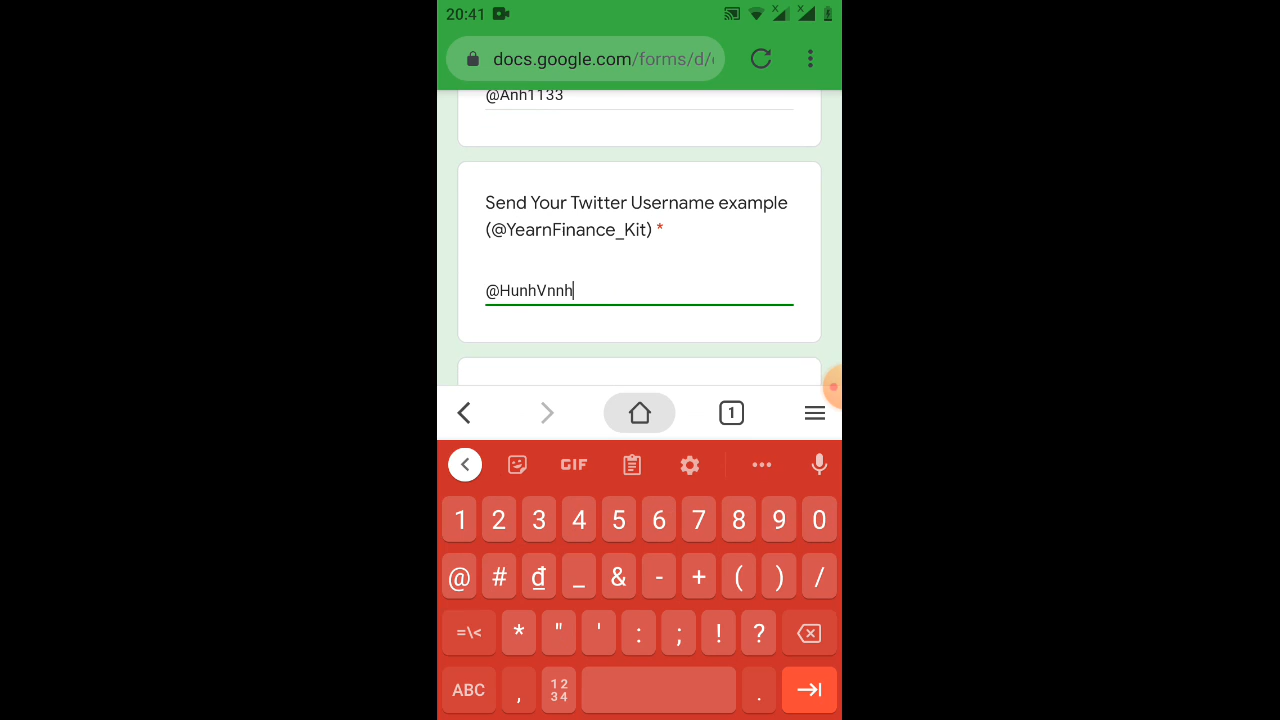 20:41
docs.google.com/forms/d/
@Anh1133
Send Your Twitter Username example
(@YearnFinance_Kit) *
@HunhVnnh
1
GIF
1 2 3 4 5 6 7 8 9 0
@ # ₫ _ & - + ( ) /
=\< * " ' : ; ! ?
ABC , 12 34 .